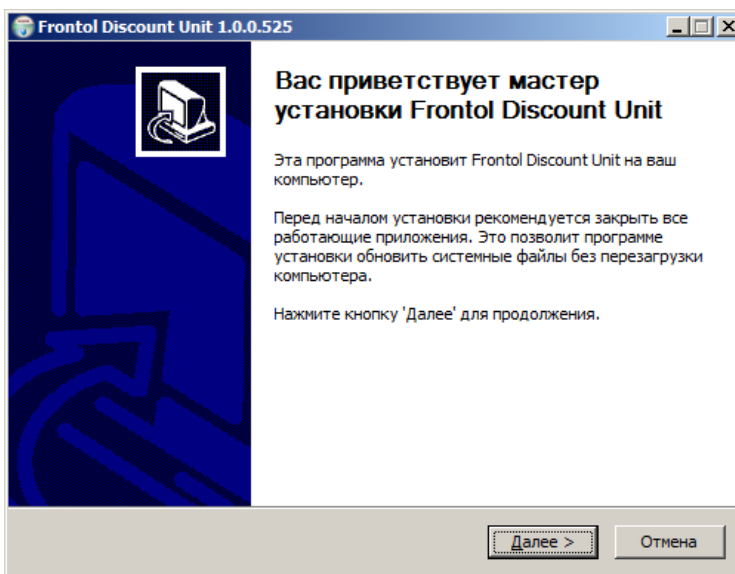 Frontol Discount Unit 1.0.0.525
Вас приветствует мастер
установки Frontol Discount Unit
Эта программа установит Frontol Discount Unit на ваш
компьютер.
Перед началом установки рекомендуется закрыть все
работающие приложения. Это позволит программе
установки обновить системные файлы без перезагрузки
компьютера.
Нажмите кнопку 'Далее' для продолжения.
Далее >
Отмена